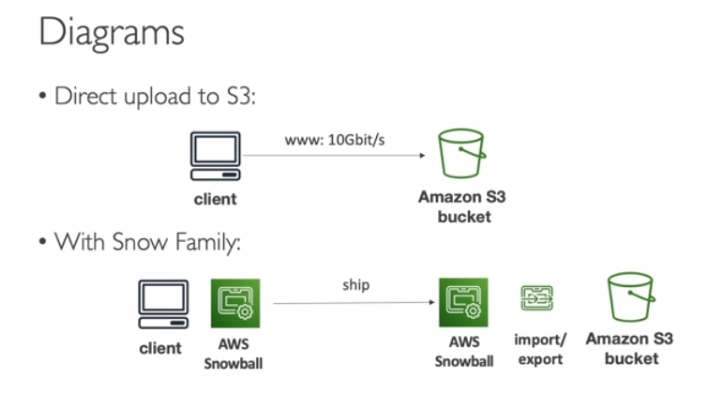 Diagrams
• Direct upload to S3:
www: 10Gbit/s
client
Amazon S3
bucket
• With Snow Family:
ship
client
AWS
Snowball
AWS
Snowball
import/
export
Amazon S3
bucket